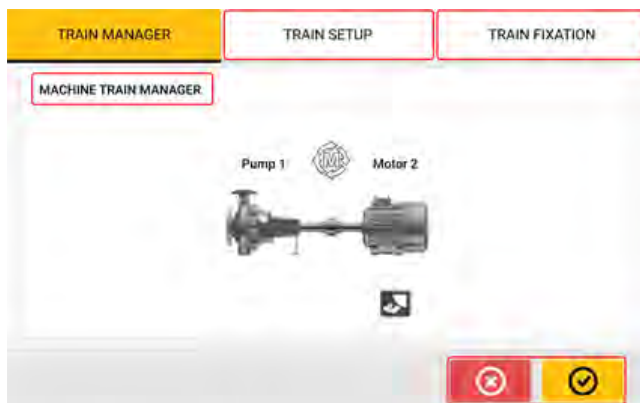 TRAIN MANAGER
TRAIN SETUP
TRAIN FIXATION
MACHINE TRAIN MANAGER
Pump 1
Motor 2